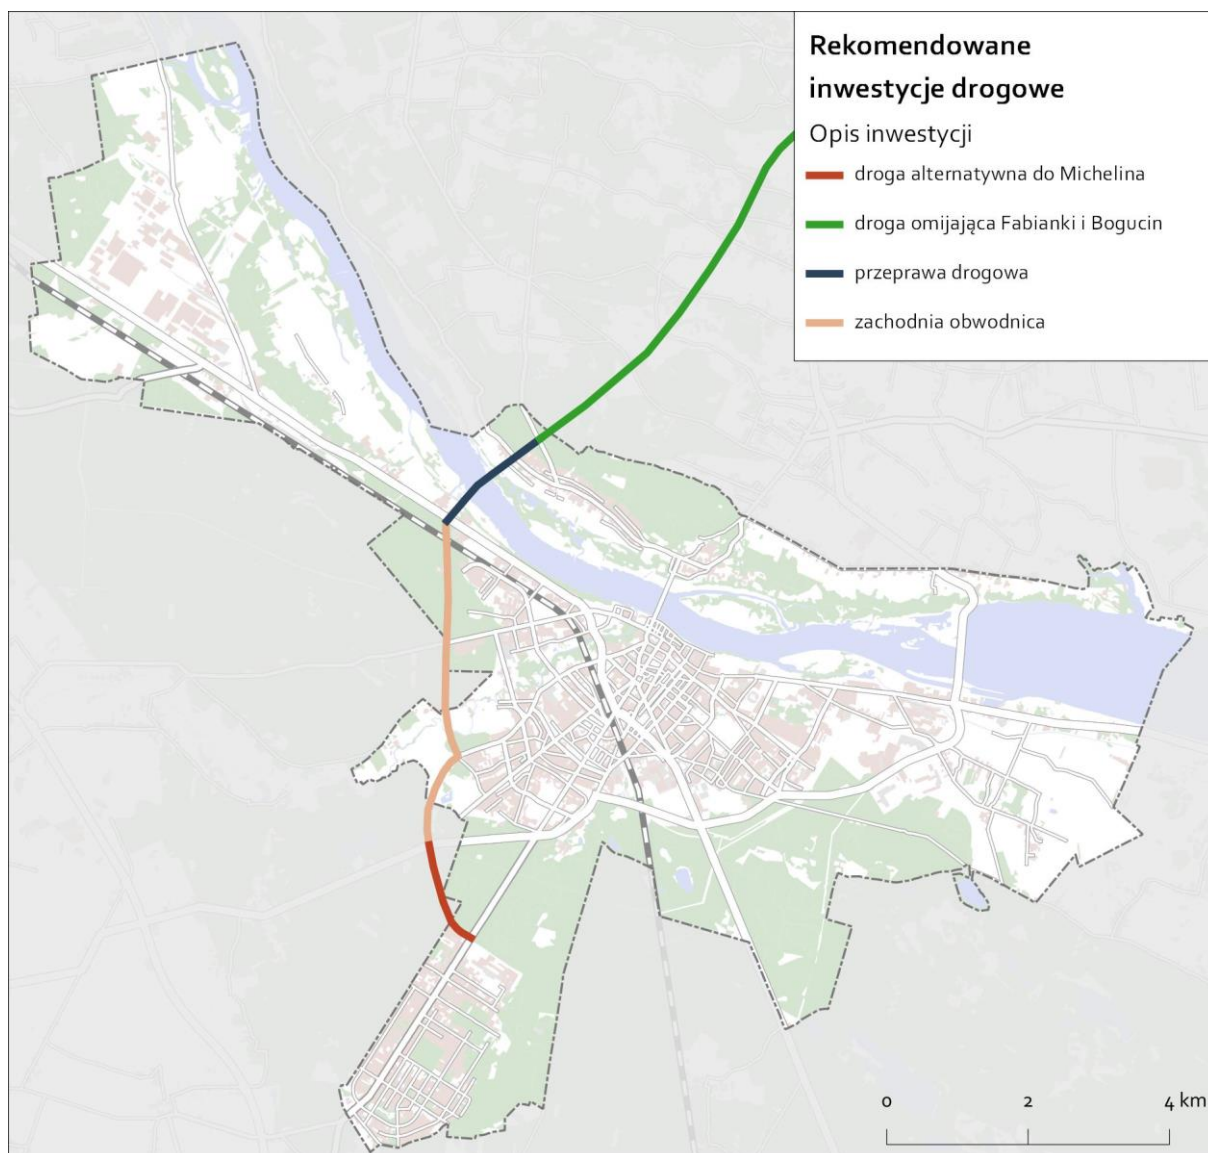 Rekomendowane
inwestycje drogowe
Opis inwestycji
droga alternatywna do Michelina
droga omijająca Fabianki i Bogucin
przeprawa drogowa
zachodnia obwodnica
0 2 4 km